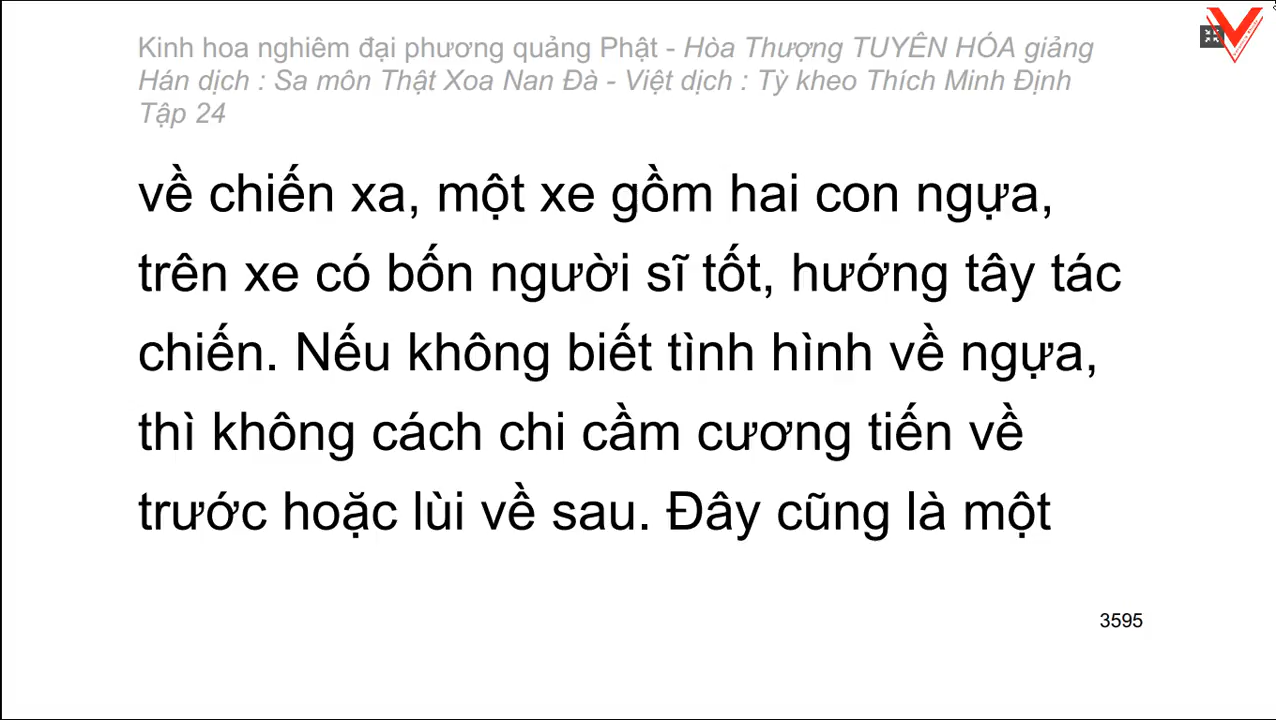 Kinh hoa nghiêm đại phương quảng Phật - Hòa Thượng TUYÊN HÓA giảng
Hán dịch : Sa môn Thật Xoa Nan Đà - Việt dịch : Tỳ kheo Thích Minh Định
Tập 24
về chiến xa, một xe gồm hai con ngựa,
trên xe có bốn người sĩ tốt, hướng tây tác
chiến. Nếu không biết tình hình về ngựa,
thì không cách chi cầm cương tiến về
trước hoặc lùi về sau. Đây cũng là một
3595